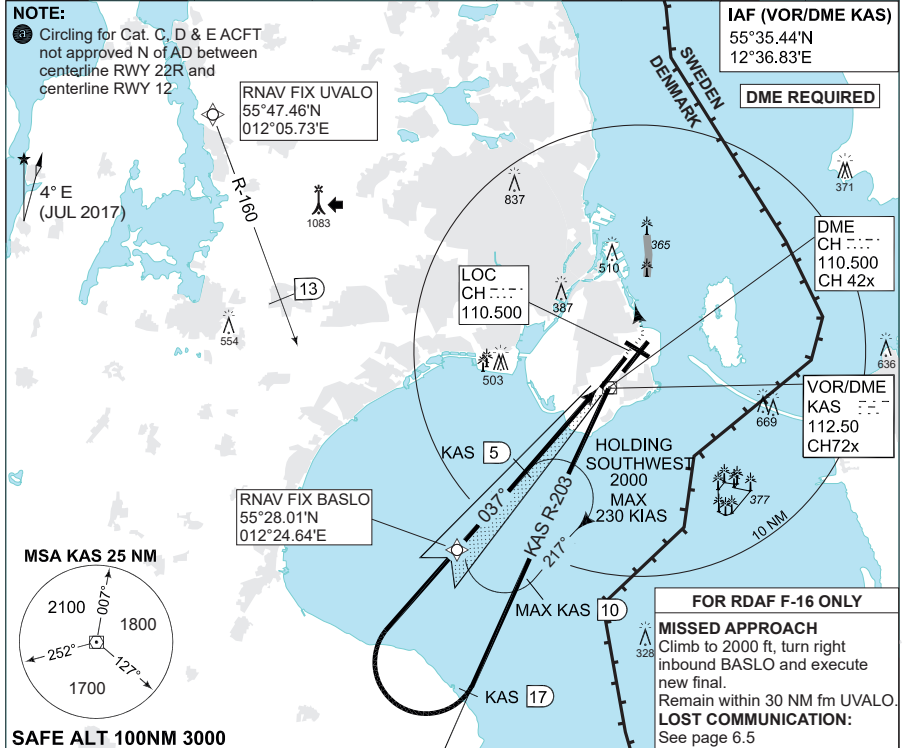 NOTE:
a Circling for Cat. C, D & E ACFT
not approved N of AD between
centerline RWY 22R and
centerline RWY 12
IAF (VOR/DME KAS)
55°35.44'N
12°36.83'E
DME REQUIRED
SWEDEN
DENMARK
RNAV FIX UVALO
55°47.46'N
012°05.73'E
4° E
(JUL 2017)
R-160
13
1083
837
371
554
510
365
387
503
636
669
377
328
LOC
CH
110.500
DME
CH
110.500
CH 42x
VOR/DME
KAS
112.50
CH72x
KAS 5
HOLDING
SOUTHWEST
2000
MAX
230 KIAS
037°
KAS R-203
217°
10 NM
RNAV FIX BASLO
55°28.01'N
012°24.64'E
MAX KAS 10
KAS 17
MSA KAS 25 NM
2100
007°
1800
252°
127°
1700
SAFE ALT 100NM 3000
FOR RDAF F-16 ONLY
MISSED APPROACH
Climb to 2000 ft, turn right
inbound BASLO and execute
new final.
Remain within 30 NM fm UVALO.
LOST COMMUNICATION:
See page 6.5